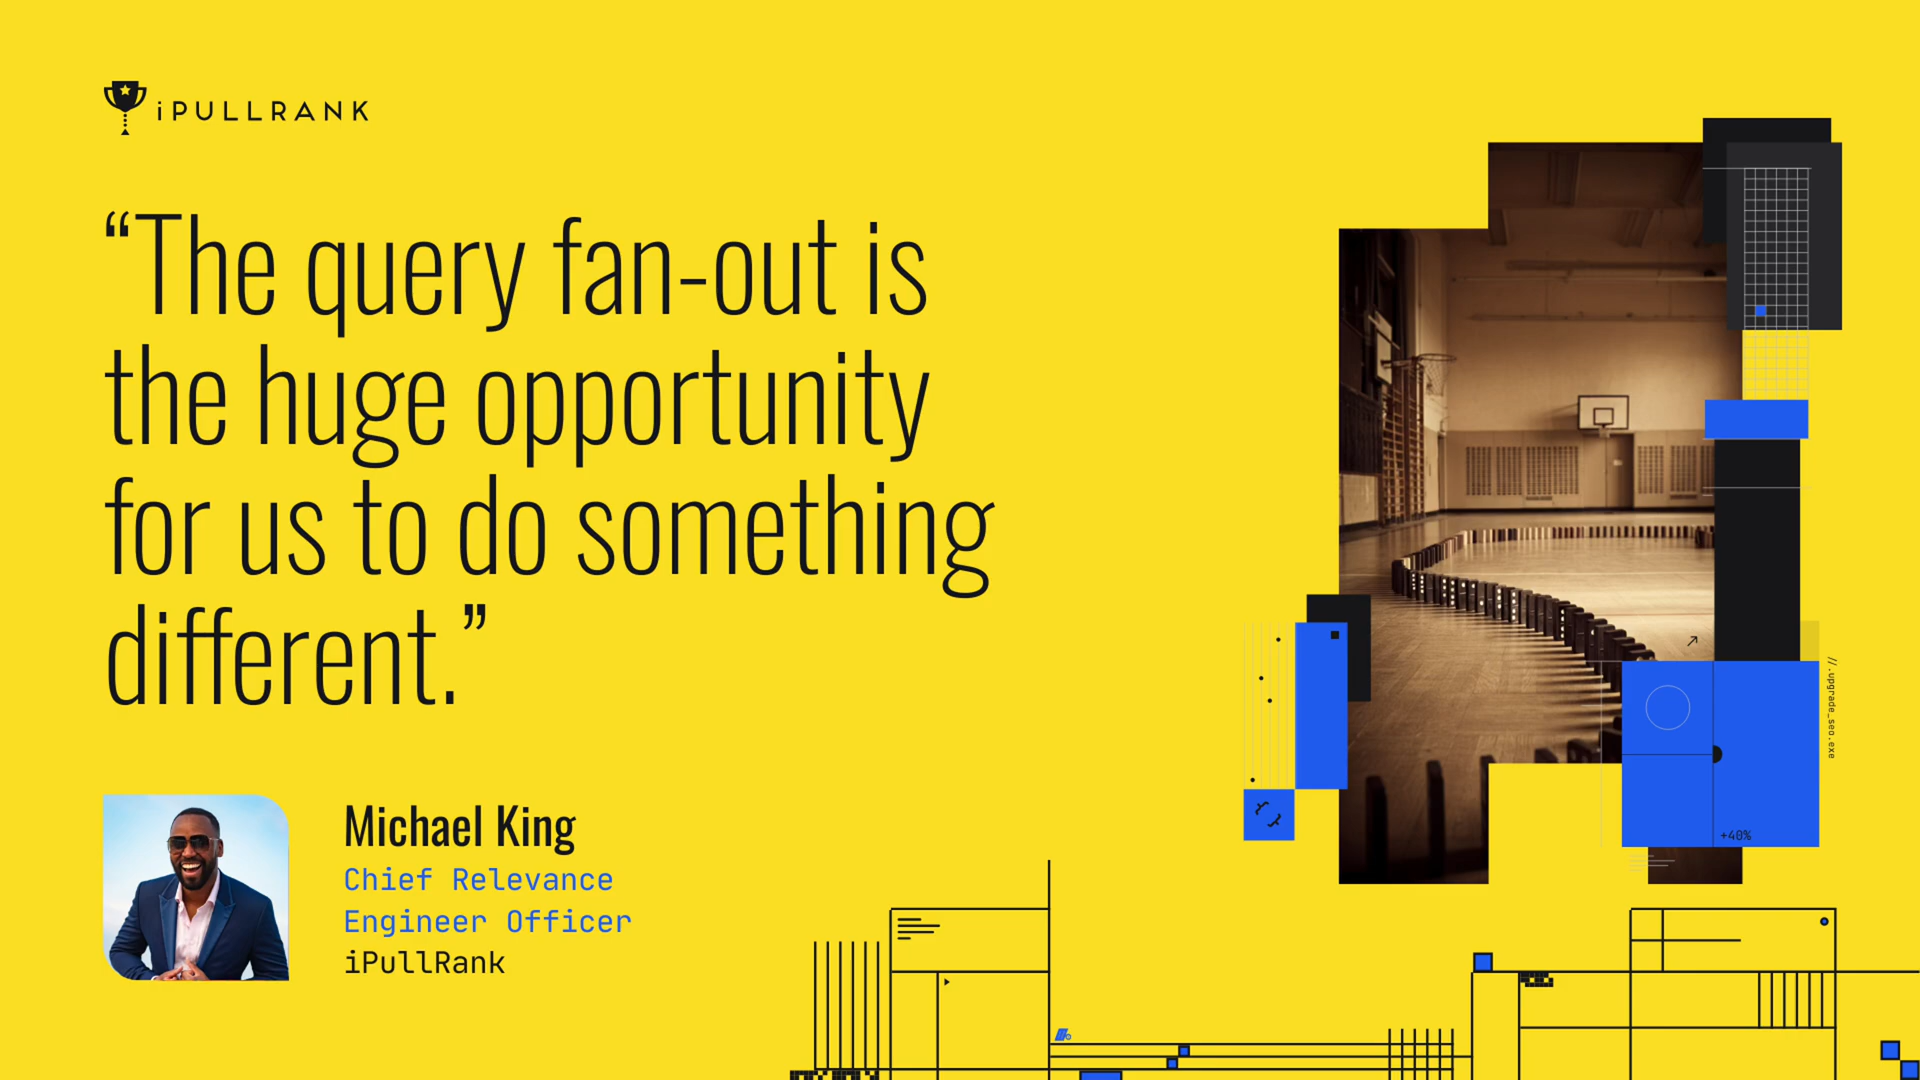 iPULLRANK
“The query fan-out is
the huge opportunity
for us to do something
different.”
Michael King
Chief Relevance
Engineer Officer
iPullRank
//.upgrade_seo.exe
+40%